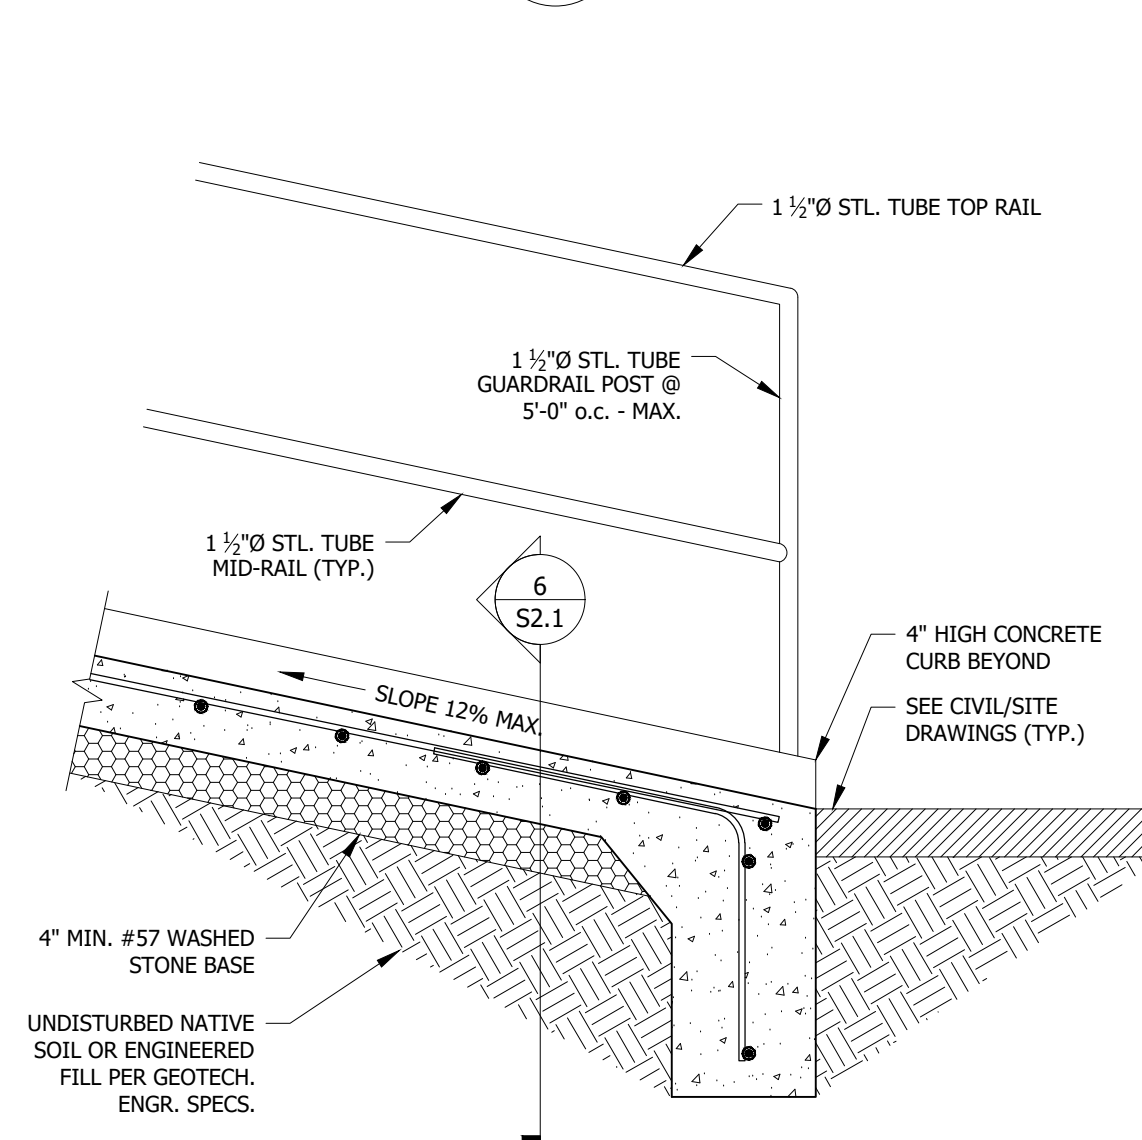 1 ½"Ø STL. TUBE TOP RAIL
1 ½"Ø STL. TUBE
GUARDRAIL POST @
5'-0" o.c. - MAX.
1 ½"Ø STL. TUBE
MID-RAIL (TYP.)
6
S2.1
4" HIGH CONCRETE
CURB BEYOND
SLOPE 12% MAX.
SEE CIVIL/SITE
DRAWINGS (TYP.)
4" MIN. #57 WASHED
STONE BASE
UNDISTURBED NATIVE
SOIL OR ENGINEERED
FILL PER GEOTECH.
ENGR. SPECS.